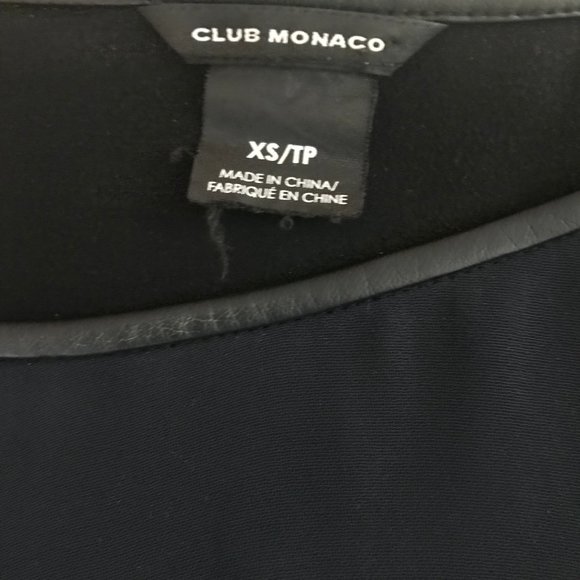 CLUB MONACO
XS/TP
MADE IN CHINA/
FABRIQUÉ EN CHINE